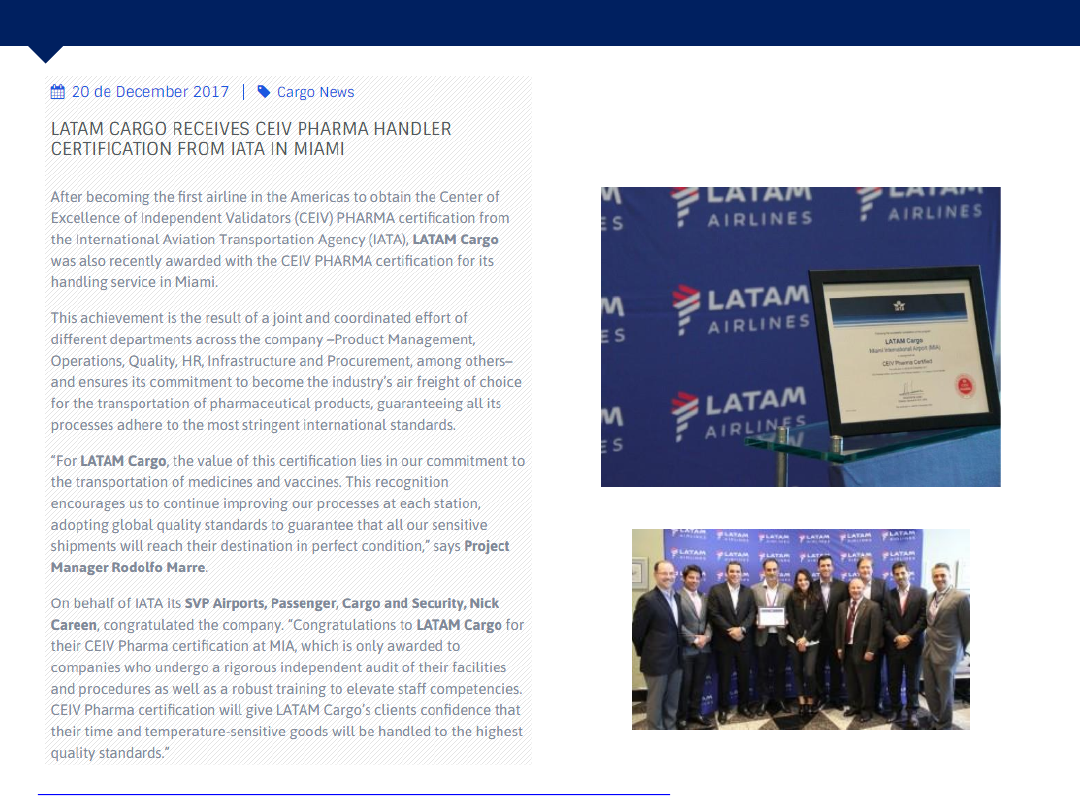 20 de December 2017 | Cargo News
LATAM CARGO RECEIVES CEIV PHARMA HANDLER
CERTIFICATION FROM IATA IN MIAMI
After becoming the first airline in the Americas to obtain the Center of
Excellence of Independent Validators (CEIV) PHARMA certification from
the International Aviation Transportation Agency (IATA), LATAM Cargo
was also recently awarded with the CEIV PHARMA certification for its
handling service in Miami.
This achievement is the result of a joint and coordinated effort of
different departments across the company –Product Management,
Operations, Quality, HR, Infrastructure and Procurement, among others–
and ensures its commitment to become the industry's air freight of choice
for the transportation of pharmaceutical products, guaranteeing all its
processes adhere to the most stringent international standards.
“For LATAM Cargo, the value of this certification lies in our commitment to
the transportation of medicines and vaccines. This recognition
encourages us to continue improving our processes at each station,
adopting global quality standards to guarantee that all our sensitive
shipments will reach their destination in perfect condition,” says Project
Manager Rodolfo Marre.
On behalf of IATA its SVP Airports, Passenger, Cargo and Security, Nick
Careen, congratulated the company. “Congratulations to LATAM Cargo for
their CEIV Pharma certification at MIA, which is only awarded to
companies who undergo a rigorous independent audit of their facilities
and procedures as well as a robust training to elevate staff competencies.
CEIV Pharma certification will give LATAM Cargo's clients confidence that
their time and temperature-sensitive goods will be handled to the highest
quality standards.”
LATAM
AIRLINES
LATAM
AIRLINES
LATAM
AIRLINES
LATAM
AIRLINES
IATA
LATAM Cargo
Miami International Airport (MIA)
CEIV Pharma Certified
LATAM
AIRLINES
LATAM
AIRLINES
LATAM
AIRLINES
LATAM
AIRLINES